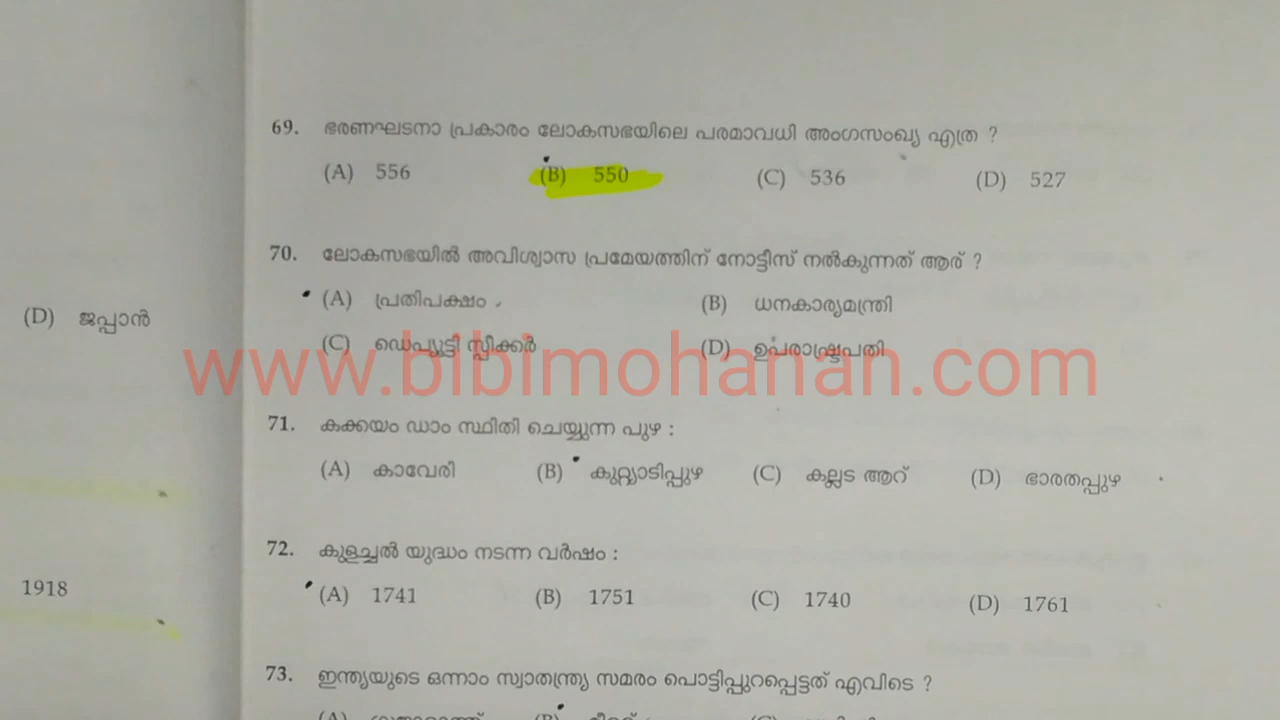 69. ഭരണഘടനാ പ്രകാരം ലോകസഭയിലെ പരമാവധി അംഗസംഖ്യ എത്ര ?
(A) 556 (B) 550 (C) 536 (D) 527
70. ലോകസഭയിൽ അവിശ്വാസ പ്രമേയത്തിന് നോട്ടീസ് നൽകുന്നത് ആര് ?
(A) പ്രതിപക്ഷം (B) ധനകാര്യമന്ത്രി
(D) ജപ്പാൻ
(C) ഡെപ്യൂട്ടി സ്പീക്കർ (D) ഉപരാഷ്ട്രപതി
www.bibimohanan.com
71. കക്കയം ഡാം സ്ഥിതി ചെയ്യുന്ന പുഴ :
(A) കാവേരി (B) കുറ്റ്യാടിപ്പുഴ (C) കല്ലട ആറ് (D) ഭാരതപ്പുഴ
72. കുളച്ചൽ യുദ്ധം നടന്ന വർഷം :
1918
(A) 1741 (B) 1751 (C) 1740 (D) 1761
73. ഇന്ത്യയുടെ ഒന്നാം സ്വാതന്ത്ര്യ സമരം പൊട്ടിപ്പുറപ്പെട്ടത് എവിടെ ?